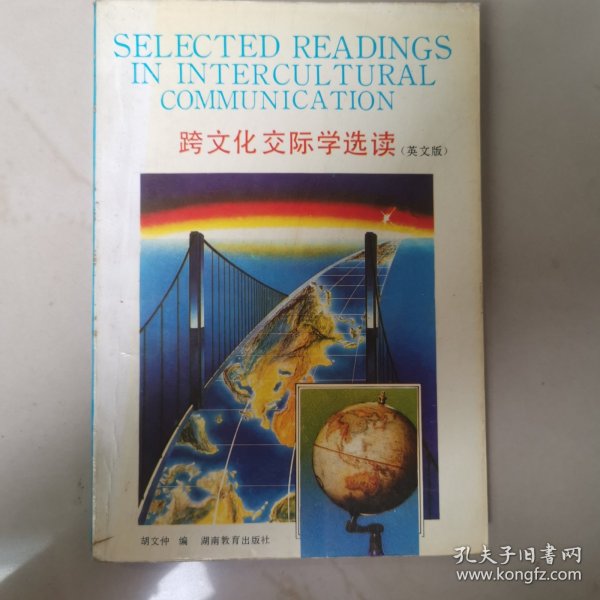 SELECTED READINGS
IN INTERCULTURAL
COMMUNICATION
跨文化交际学选读（英文版）
胡文仲 编 湖南教育出版社
孔夫子旧书网
www.kongfz.com